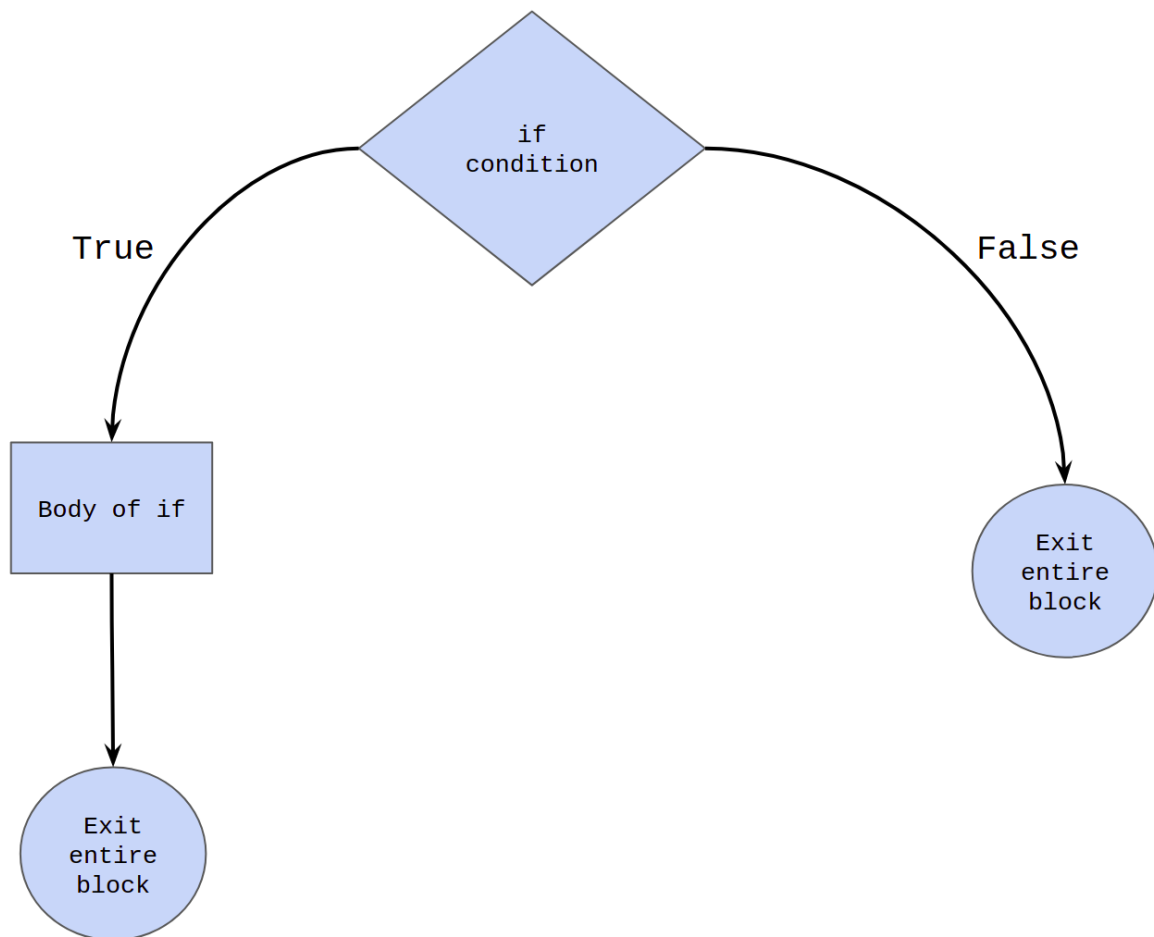 if
condition
True
False
Body of if
Exit
entire
block
Exit
entire
block